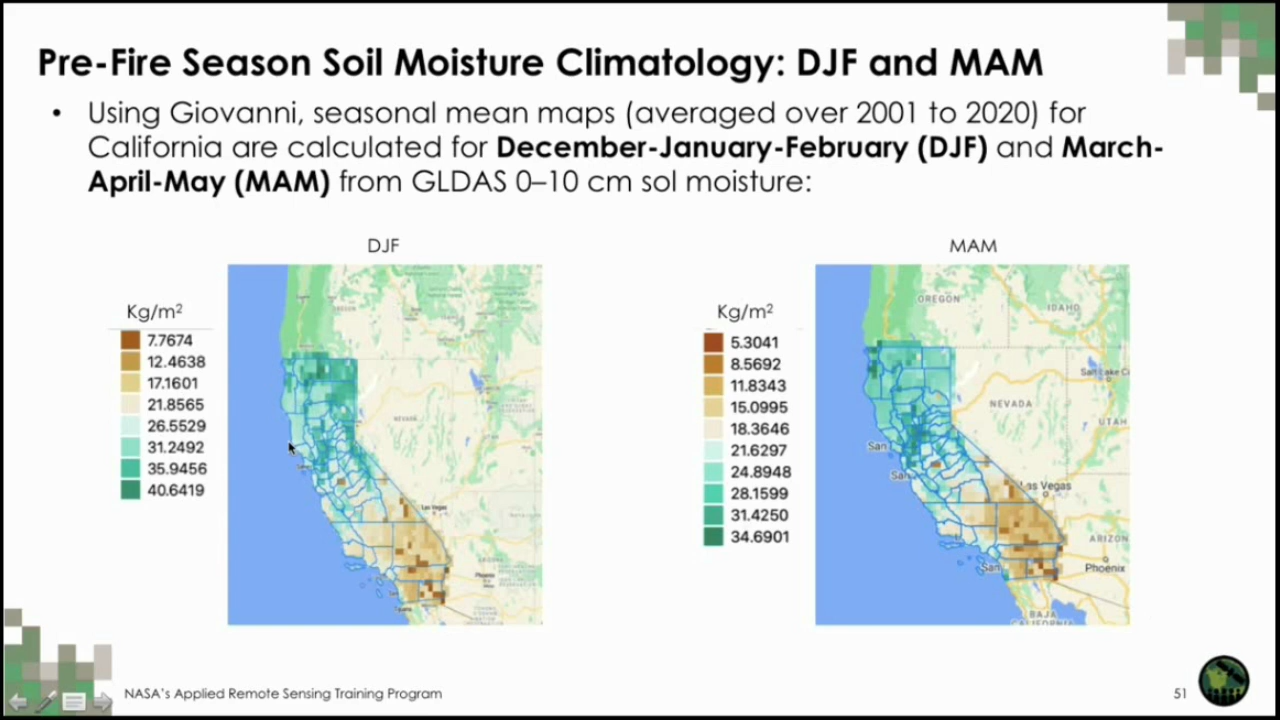 Pre-Fire Season Soil Moisture Climatology: DJF and MAM
• Using Giovanni, seasonal mean maps (averaged over 2001 to 2020) for
California are calculated for December-January-February (DJF) and March-
April-May (MAM) from GLDAS 0–10 cm sol moisture:
DJF
Kg/m²
7.7674
12.4638
17.1601
21.8565
26.5529
31.2492
35.9456
40.6419
OREGON
NEVADA
Las Vegas
Phoenix
Tijuana
MAM
Kg/m²
5.3041
8.5692
11.8343
15.0995
18.3646
21.6297
24.8948
28.1599
31.4250
34.6901
OREGON
IDAHO
Salt Lake Ci
NEVADA
UTAH
San
San
Las Vegas
ARIZON
Phoenix
San
BAJA
CALIFORNIA
NASA's Applied Remote Sensing Training Program
51